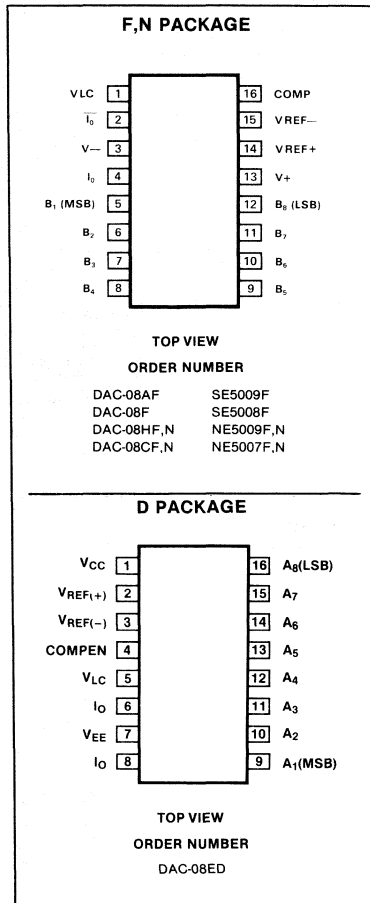 F,N PACKAGE
VLC 1 16 COMP
I̅₀ 2 15 VREF−
V− 3 14 VREF+
I₀ 4 13 V+
B₁ (MSB) 5 12 B₈ (LSB)
B₂ 6 11 B₇
B₃ 7 10 B₆
B₄ 8 9 B₅
TOP VIEW
ORDER NUMBER
DAC-08AF SE5009F
DAC-08F SE5008F
DAC-08HF,N NE5009F,N
DAC-08CF,N NE5007F,N
D PACKAGE
VCC 1 16 A₈(LSB)
VREF(+) 2 15 A₇
VREF(−) 3 14 A₆
COMPEN 4 13 A₅
VLC 5 12 A₄
IO 6 11 A₃
VEE 7 10 A₂
IO 8 9 A₁(MSB)
TOP VIEW
ORDER NUMBER
DAC-08ED